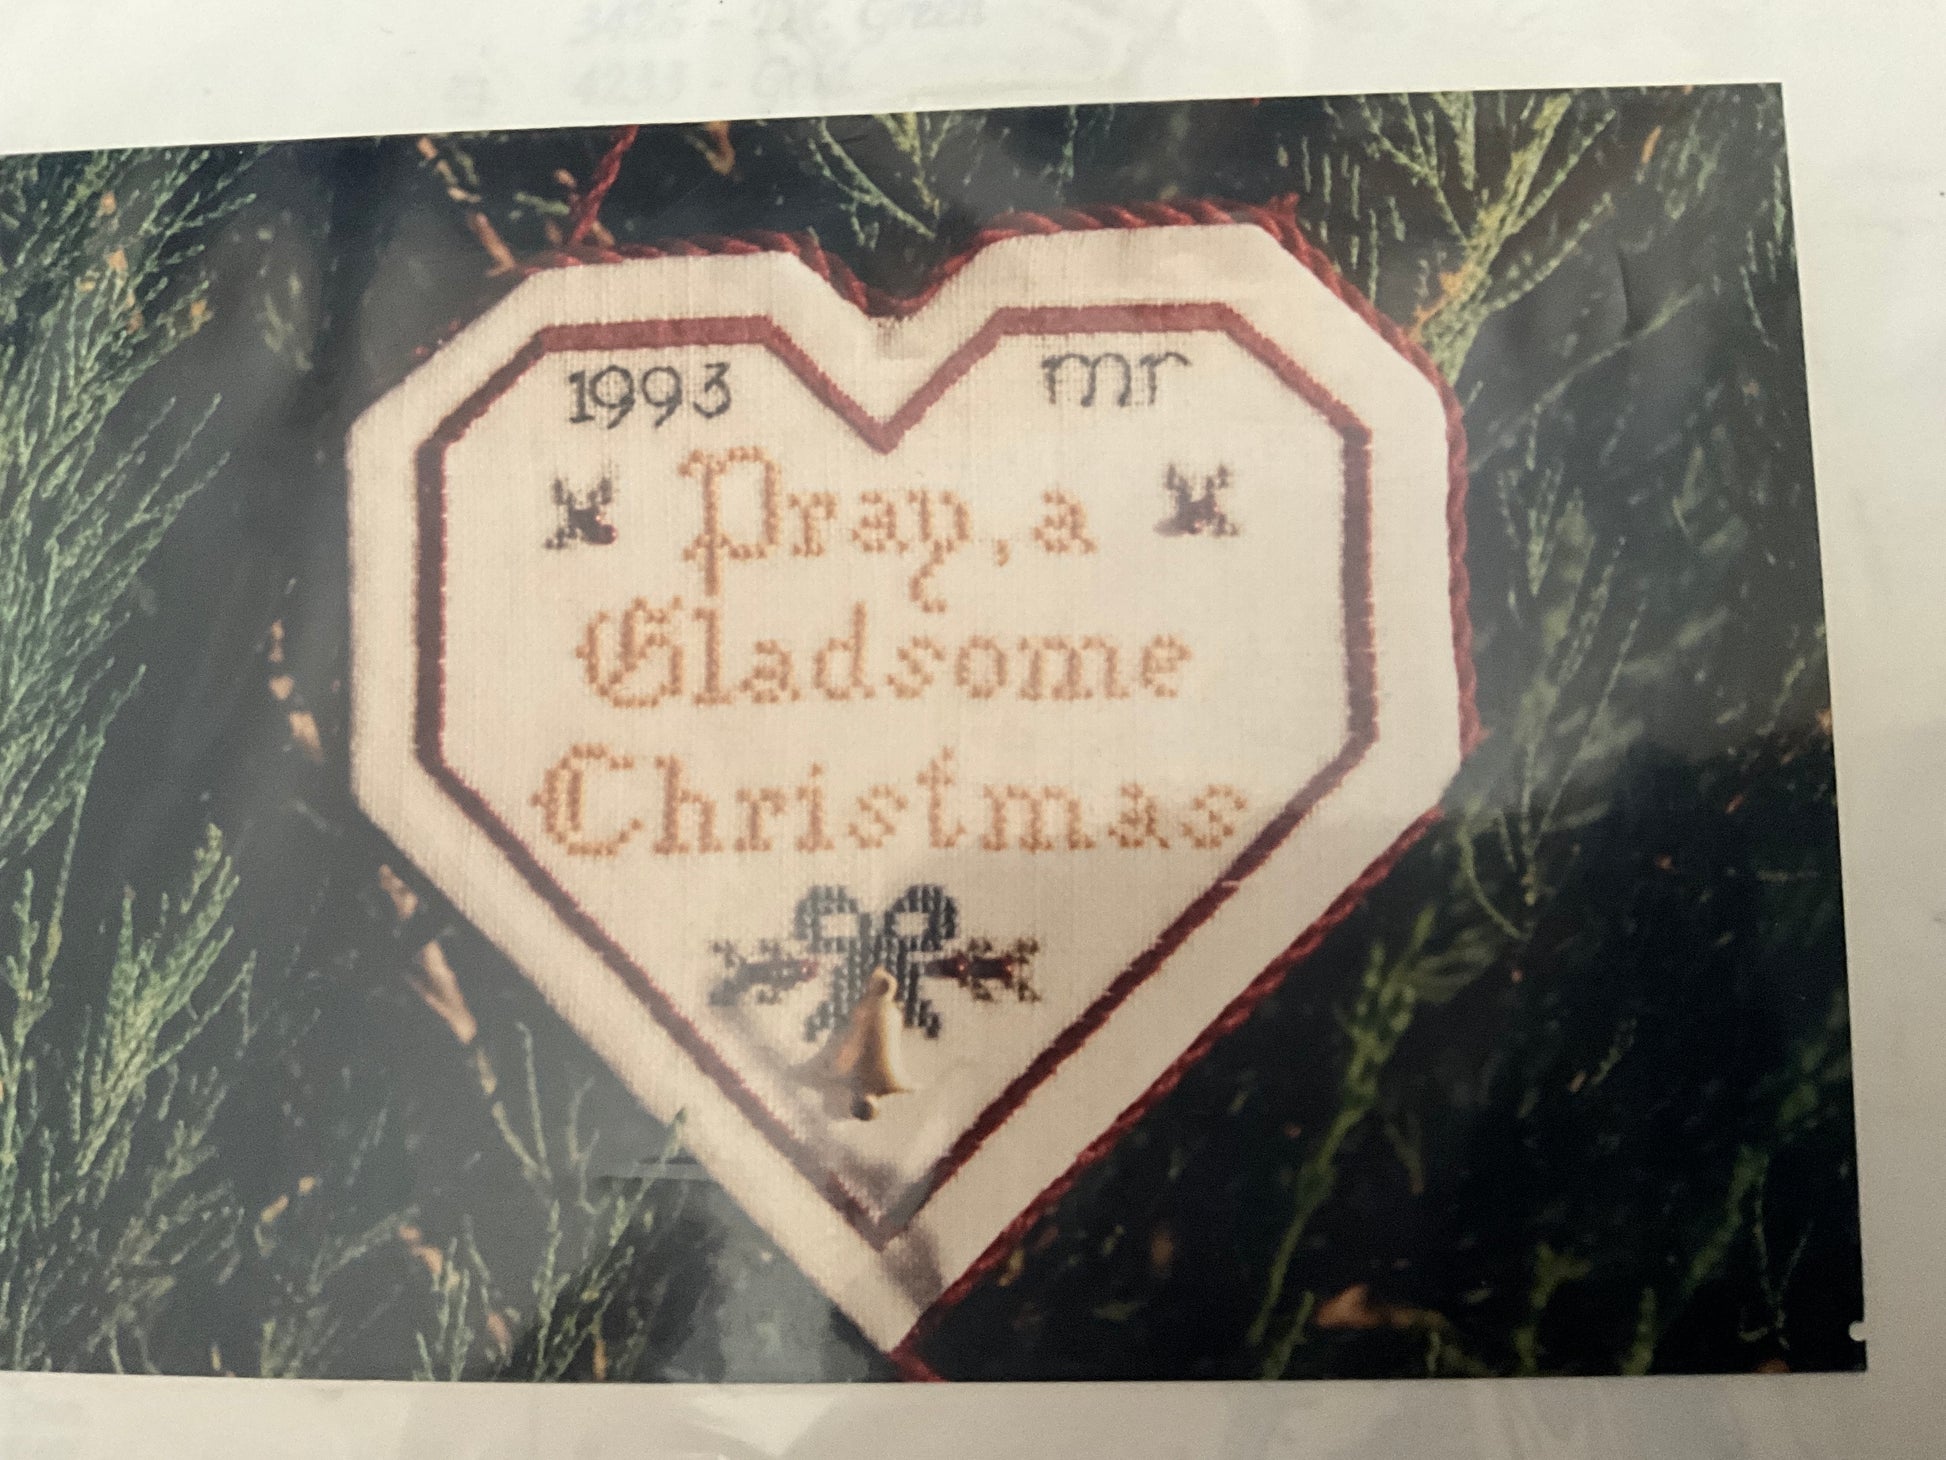 1993 mr
Pray, a
Gladsome
Christmas